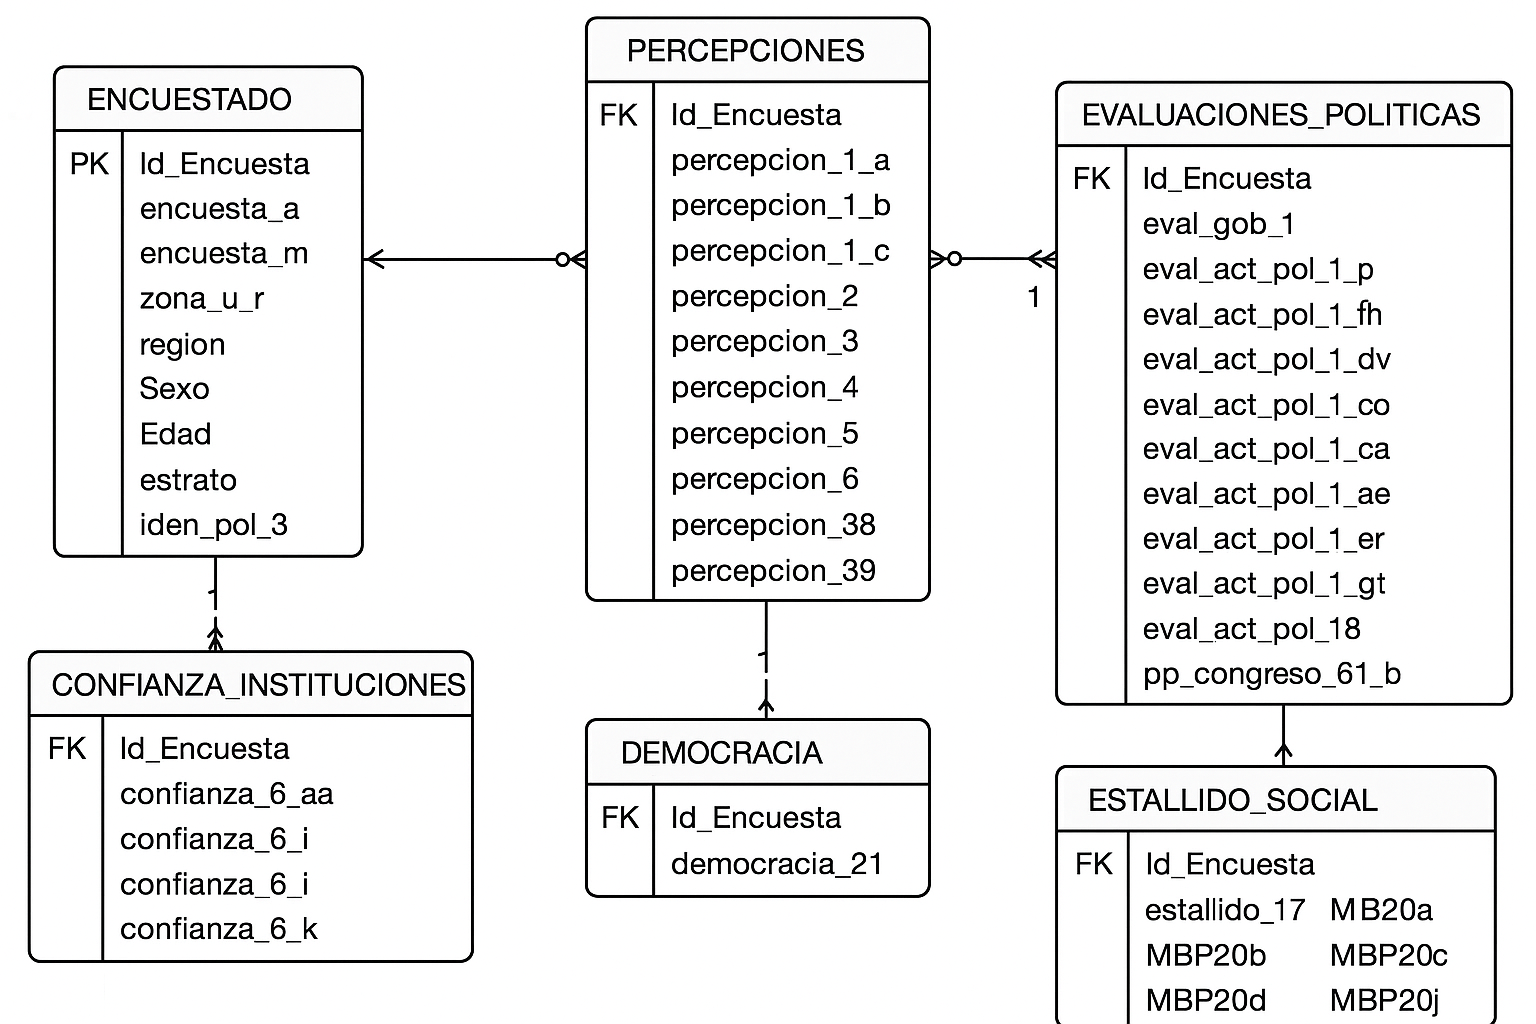 ENCUESTADO
PK Id_Encuesta
encuesta_a
encuesta_m
zona_u_r
region
Sexo
Edad
estrato
iden_pol_3
PERCEPCIONES
FK Id_Encuesta
percepcion_1_a
percepcion_1_b
percepcion_1_c
percepcion_2
percepcion_3
percepcion_4
percepcion_5
percepcion_6
percepcion_38
percepcion_39
1
EVALUACIONES_POLITICAS
FK Id_Encuesta
eval_gob_1
eval_act_pol_1_p
eval_act_pol_1_fh
eval_act_pol_1_dv
eval_act_pol_1_co
eval_act_pol_1_ca
eval_act_pol_1_ae
eval_act_pol_1_er
eval_act_pol_1_gt
eval_act_pol_18
pp_congreso_61_b
CONFIANZA_INSTITUCIONES
FK Id_Encuesta
confianza_6_aa
confianza_6_i
confianza_6_i
confianza_6_k
DEMOCRACIA
FK Id_Encuesta
democracia_21
ESTALLIDO_SOCIAL
FK Id_Encuesta
estallido_17 MB20a
MBP20b MBP20c
MBP20d MBP20j